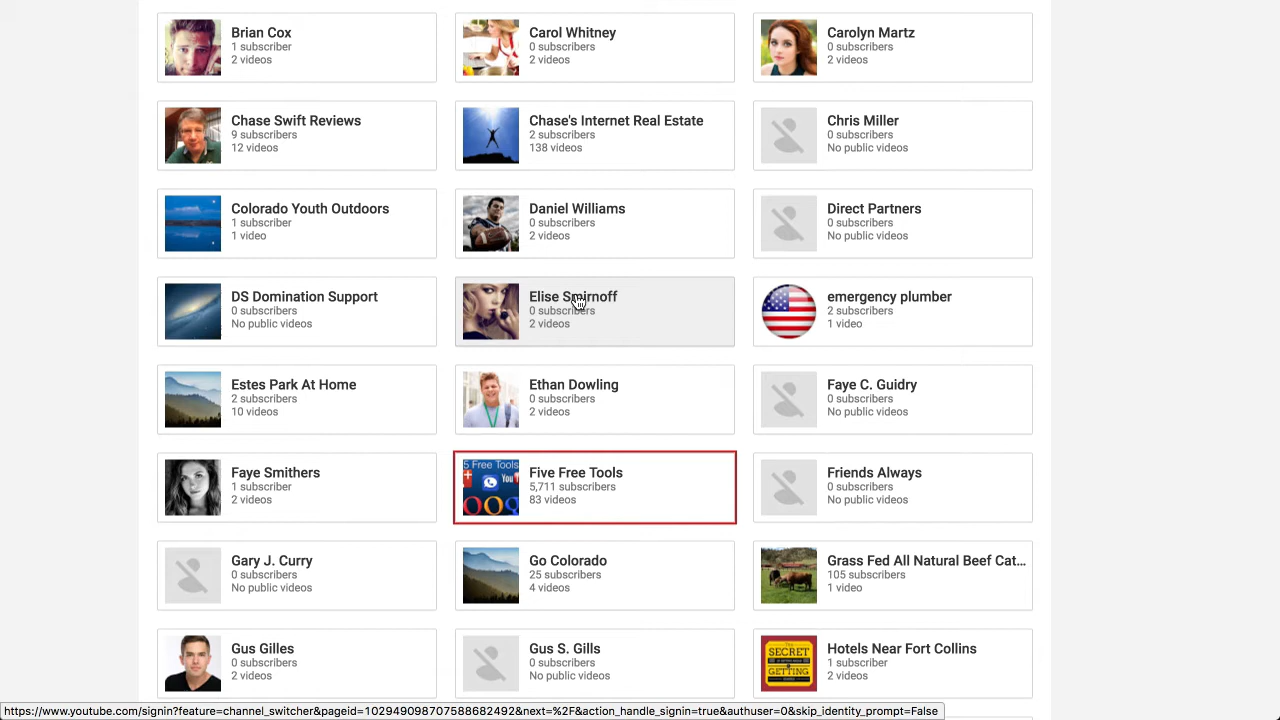 Brian Cox
1 subscriber
2 videos
Carol Whitney
0 subscribers
2 videos
Carolyn Martz
0 subscribers
2 videos
Chase Swift Reviews
9 subscribers
12 videos
Chase's Internet Real Estate
2 subscribers
138 videos
Chris Miller
0 subscribers
No public videos
Colorado Youth Outdoors
1 subscriber
1 video
Daniel Williams
3 subscribers
2 videos
Direct Partners
0 subscribers
No public videos
DS Domination Support
0 subscribers
No public videos
Elise Smirnoff
0 subscribers
2 videos
emergency plumber
2 subscribers
1 video
Estes Park At Home
2 subscribers
10 videos
Ethan Dowling
0 subscribers
2 videos
Faye C. Guidry
0 subscribers
No public videos
Faye Smithers
1 subscriber
2 videos
5 Free Tools
You
Five Free Tools
5,711 subscribers
83 videos
Friends Always
0 subscribers
No public videos
Gary J. Curry
0 subscribers
No public videos
Go Colorado
25 subscribers
4 videos
Grass Fed All Natural Beef Cat...
105 subscribers
1 video
Gus Gilles
0 subscribers
2 videos
Gus S. Gills
0 subscribers
No public videos
SECRET
GETTING
Hotels Near Fort Collins
1 subscriber
2 videos
https://www.youtube.com/signin?feature=channel_switcher&pageid=102949098707588682492&next=%2F&action_handle_signin=true&authuser=0&skip_identity_prompt=False